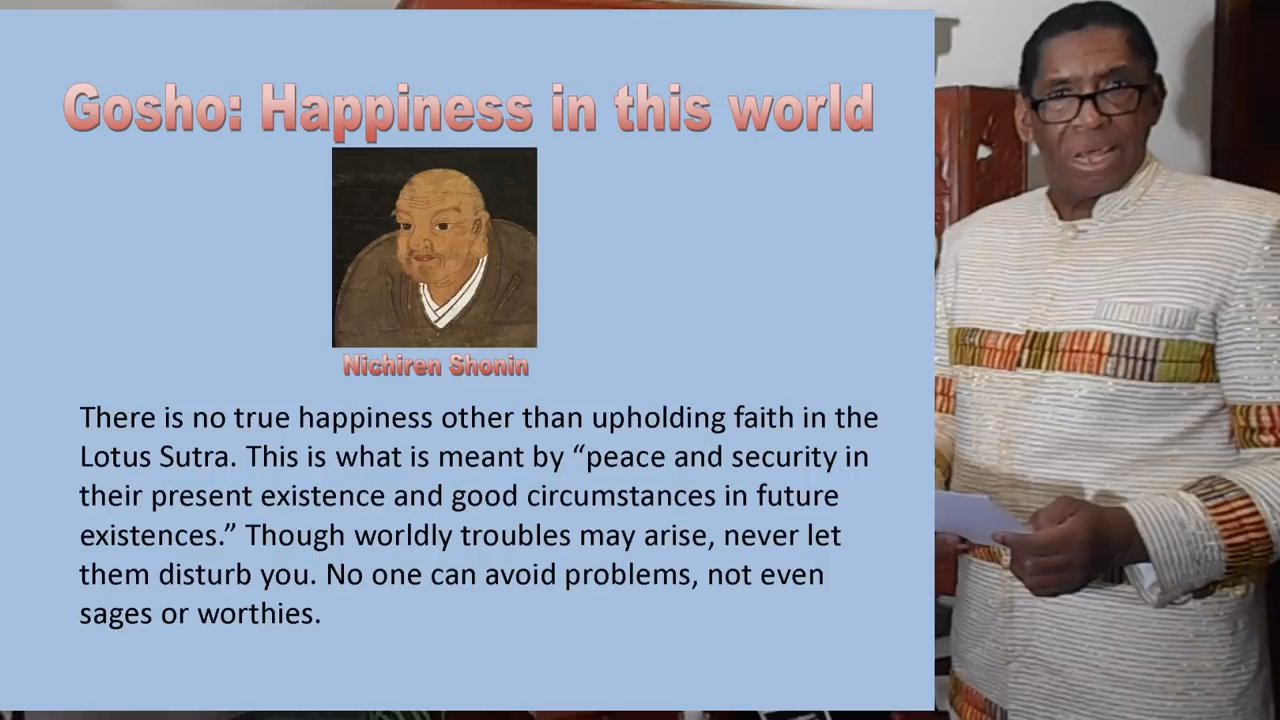 Gosho: Happiness in this world
Nichiren Shonin
There is no true happiness other than upholding faith in the
Lotus Sutra. This is what is meant by “peace and security in
their present existence and good circumstances in future
existences.” Though worldly troubles may arise, never let
them disturb you. No one can avoid problems, not even
sages or worthies.